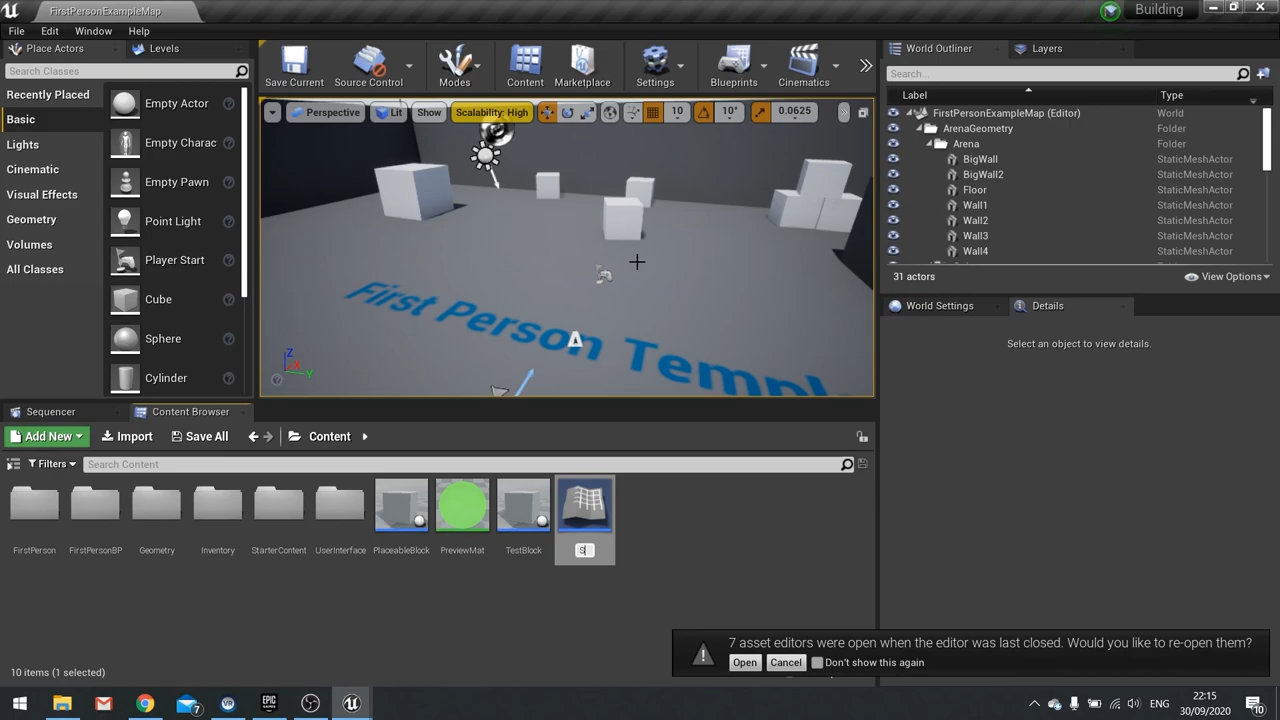 FirstPersonExampleMap
Building
File Edit Window Help
Place Actors Levels
Search Classes
Recently Placed
Basic
Lights
Cinematic
Visual Effects
Geometry
Volumes
All Classes
Empty Actor
Empty Charac
Empty Pawn
Point Light
Player Start
Cube
Sphere
Cylinder
Save Current Source Control Modes Content Marketplace Settings Blueprints Cinematics
Perspective Lit Show Scalability: High 10 10° 0.0625
First Person Templ
Z
X
Y
World Outliner Layers
Search...
Label Type
FirstPersonExampleMap (Editor) World
ArenaGeometry Folder
Arena Folder
BigWall StaticMeshActor
BigWall2 StaticMeshActor
Floor StaticMeshActor
Wall1 StaticMeshActor
Wall2 StaticMeshActor
Wall3 StaticMeshActor
Wall4 StaticMeshActor
31 actors View Options
World Settings Details
Select an object to view details.
Sequencer Content Browser
Add New Import Save All Content
Filters Search Content
FirstPerson FirstPersonBP Geometry Inventory StarterContent UserInterface PlaceableBlock PreviewMat TestBlock S
10 items (1 selected)
7 asset editors were open when the editor was last closed. Would you like to re-open them?
Open Cancel Don't show this again
7
VR
EPIC GAMES
ENG
22:15
30/09/2020
10